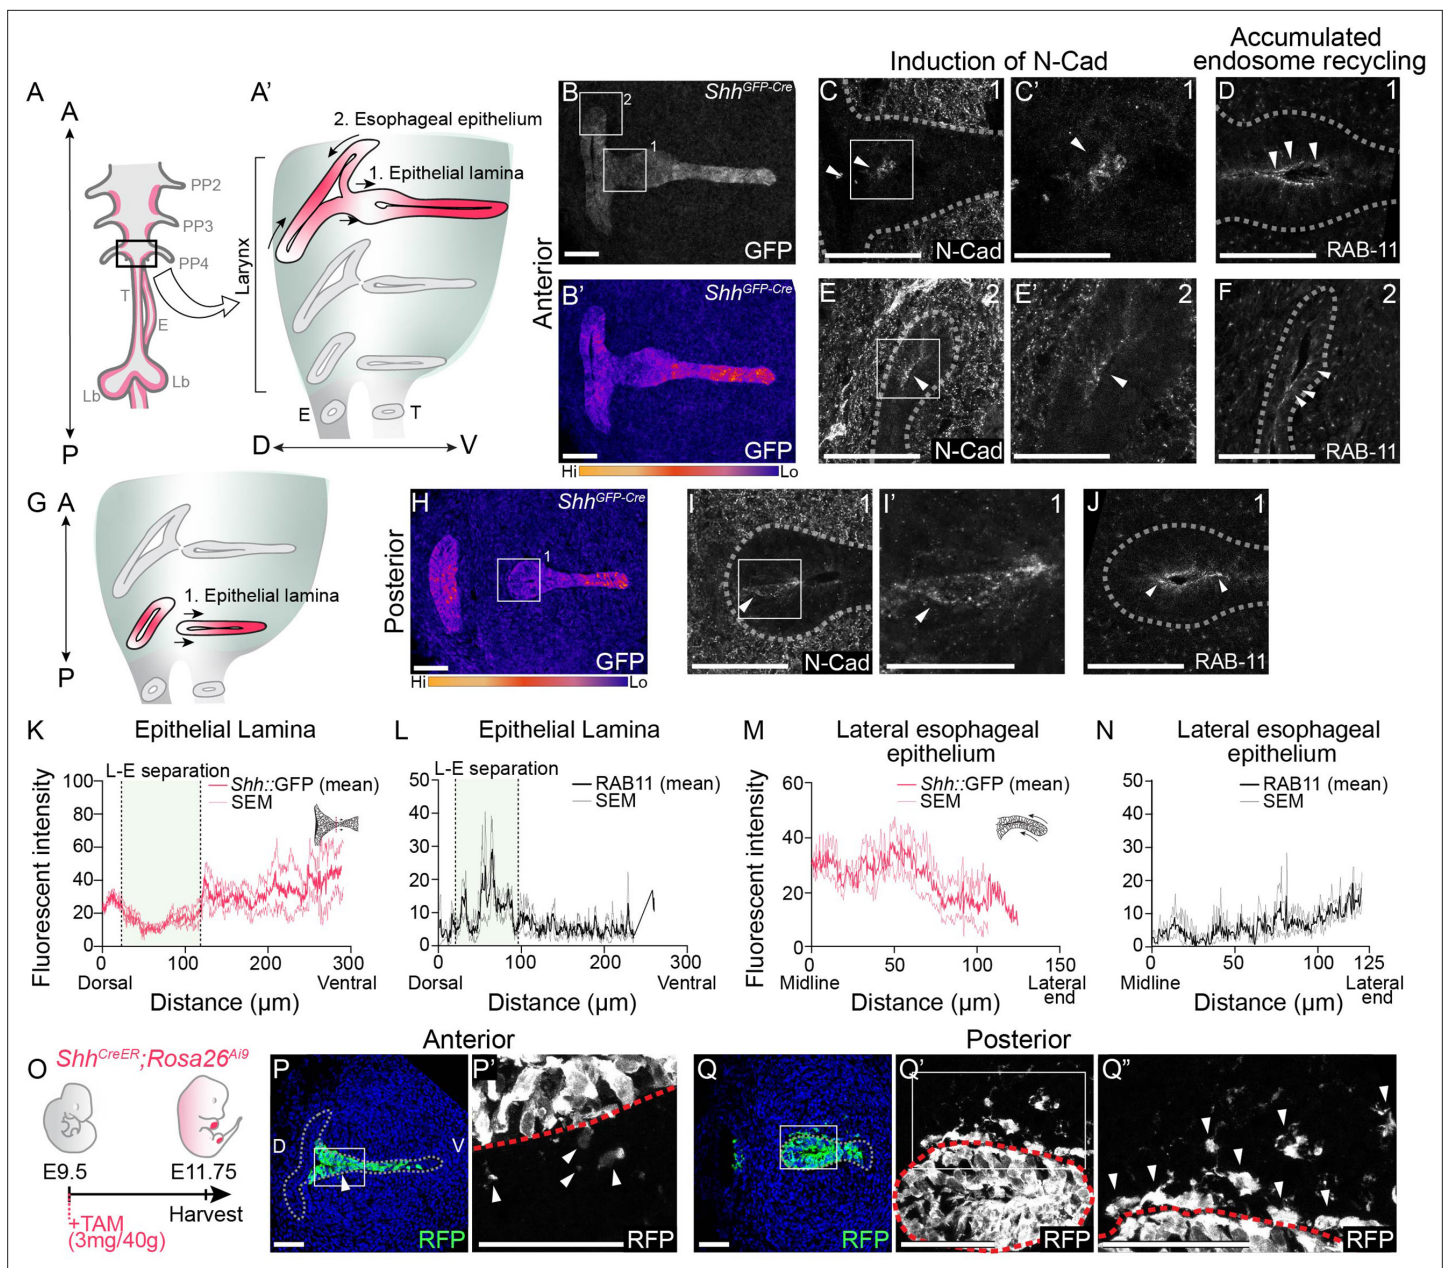 Induction of N-Cad
Accumulated
endosome recycling
A
A
PP2
PP3
PP4
T
E
Lb
Lb
P
A’
2. Esophageal epithelium
1. Epithelial lamina
Larynx
E
T
D
V
Anterior
B
Shh GFP-Cre
2
1
GFP
B’
Shh GFP-Cre
GFP
Hi
Lo
C
1
N-Cad
C’
1
D
1
RAB-11
E
2
N-Cad
E’
2
F
2
RAB-11
G
A
P
1. Epithelial lamina
Posterior
H
Shh GFP-Cre
1
GFP
Hi
Lo
I
1
N-Cad
I’
1
J
1
RAB-11
K
Epithelial Lamina
L-E separation
Shh::GFP (mean)
SEM
Fluorescent intensity
100
80
60
40
20
0
0
100
200
300
Dorsal
Ventral
Distance (µm)
L
Epithelial Lamina
L-E separation
RAB11 (mean)
SEM
50
40
30
20
10
0
0
100
200
300
Dorsal
Ventral
Distance (µm)
M
Lateral esophageal
epithelium
Shh::GFP (mean)
SEM
Fluorescent intensity
60
40
20
0
0
50
100
150
Midline
Lateral
end
Distance (µm)
N
Lateral esophageal
epithelium
RAB11 (mean)
SEM
50
40
30
20
10
0
0
25
50
75
100
125
Midline
Lateral
end
Distance (µm)
O
Shh CreER;Rosa26 Ai9
E9.5
E11.75
Harvest
+TAM
(3mg/40g)
Anterior
P
D
V
RFP
P’
RFP
Posterior
Q
RFP
Q’
RFP
Q”
RFP